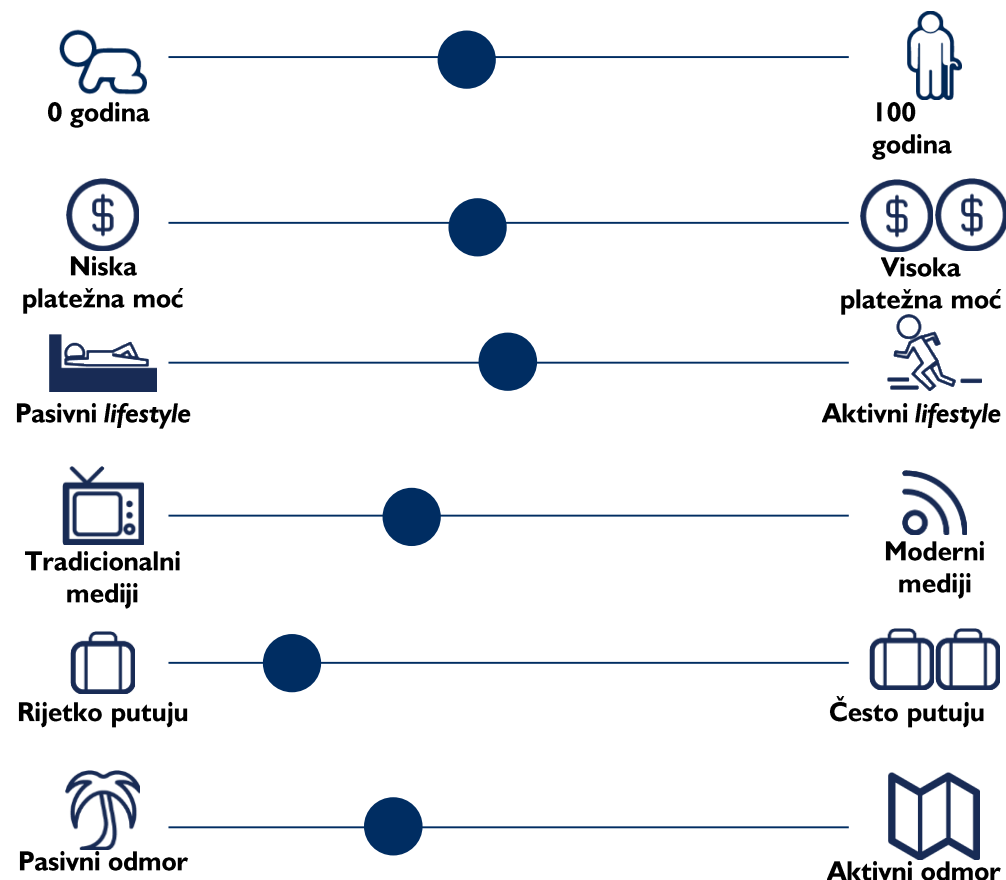 0 godina
100
godina
$
$ $
Niska
platežna moć
Visoka
platežna moć
Pasivni lifestyle
Aktivni lifestyle
Tradicionalni
mediji
Moderni
mediji
Rijetko putuju
Često putuju
Pasivni odmor
Aktivni odmor